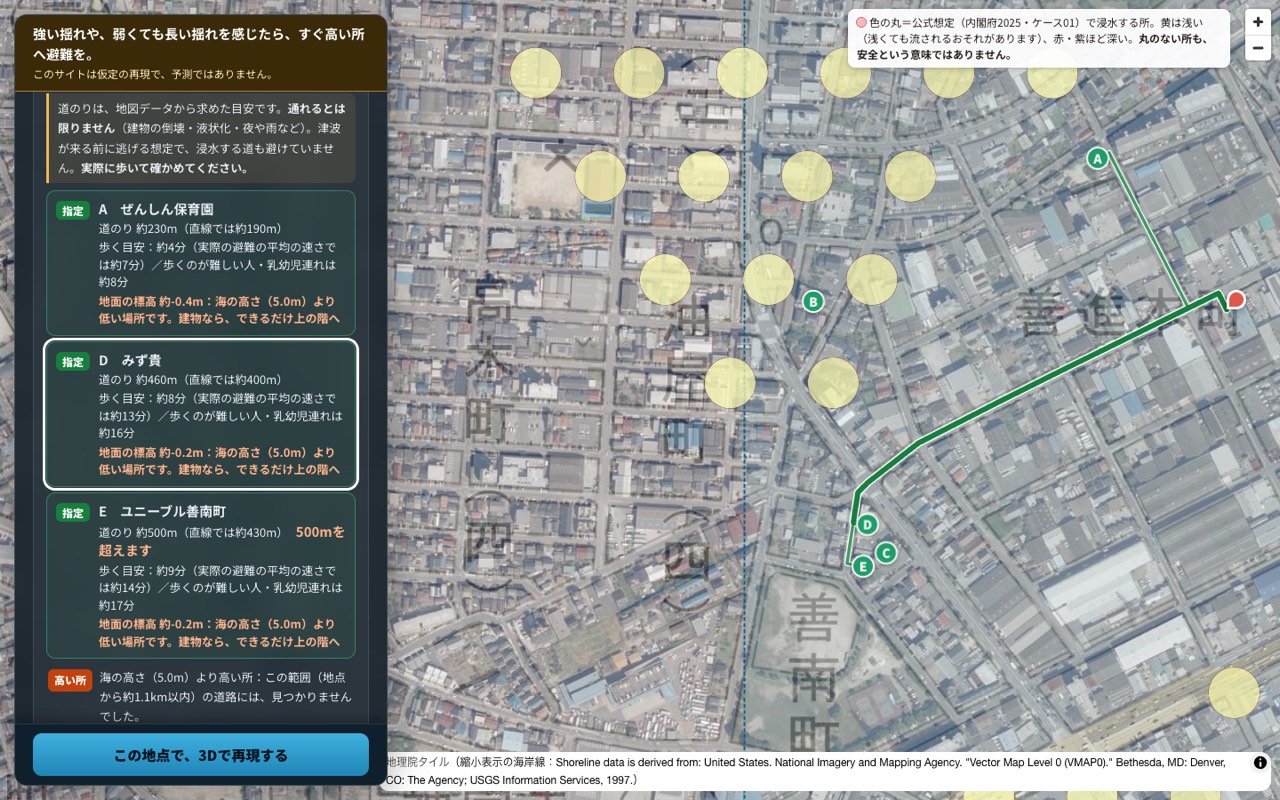 強い揺れや、弱くても長い揺れを感じたら、すぐ高い所
へ避難を。
このサイトは仮定の再現で、予測ではありません。
道のりは、地図データから求めた目安です。通れるとは
限りません（建物の倒壊・液状化・夜や雨など）。津波
が来る前に逃げる想定で、浸水する道も避けていませ
ん。実際に歩いて確かめてください。
指定 A ぜんしん保育園
道のり 約230m（直線では約190m）
歩く目安：約4分（実際の避難の平均の速さで
は約7分）／歩くのが難しい人・乳幼児連れは
約8分
地面の標高 約-0.4m：海の高さ（5.0m）より
低い場所です。建物なら、できるだけ上の階へ
指定 D みず貴
道のり 約460m（直線では約400m）
歩く目安：約8分（実際の避難の平均の速さで
は約13分）／歩くのが難しい人・乳幼児連れは
約16分
地面の標高 約-0.2m：海の高さ（5.0m）より
低い場所です。建物なら、できるだけ上の階へ
指定 E ユニーブル善南町
道のり 約500m（直線では約430m） 500mを
超えます
歩く目安：約9分（実際の避難の平均の速さで
は約14分）／歩くのが難しい人・乳幼児連れは
約17分
地面の標高 約-0.2m：海の高さ（5.0m）より
低い場所です。建物なら、できるだけ上の階へ
高い所 海の高さ（5.0m）より高い所：この範囲（地点
から約1.1km以内）の道路には、見つかりません
でした。
この地点で、3Dで再現する
色の丸＝公式想定（内閣府2025・ケース01）で浸水する所。黄は浅い
（浅くても流されるおそれがあります）、赤・紫ほど深い。丸のない所も、
安全という意味ではありません。
+
−
A
B
D
C
E
善進本町
高木町（四）
油屋町（四）
善南町
地理院タイル（縮小表示の海岸線：Shoreline data is derived from: United States. National Imagery and Mapping Agency. "Vector Map Level 0 (VMAP0)." Bethesda, MD: Denver,
CO: The Agency; USGS Information Services, 1997.）